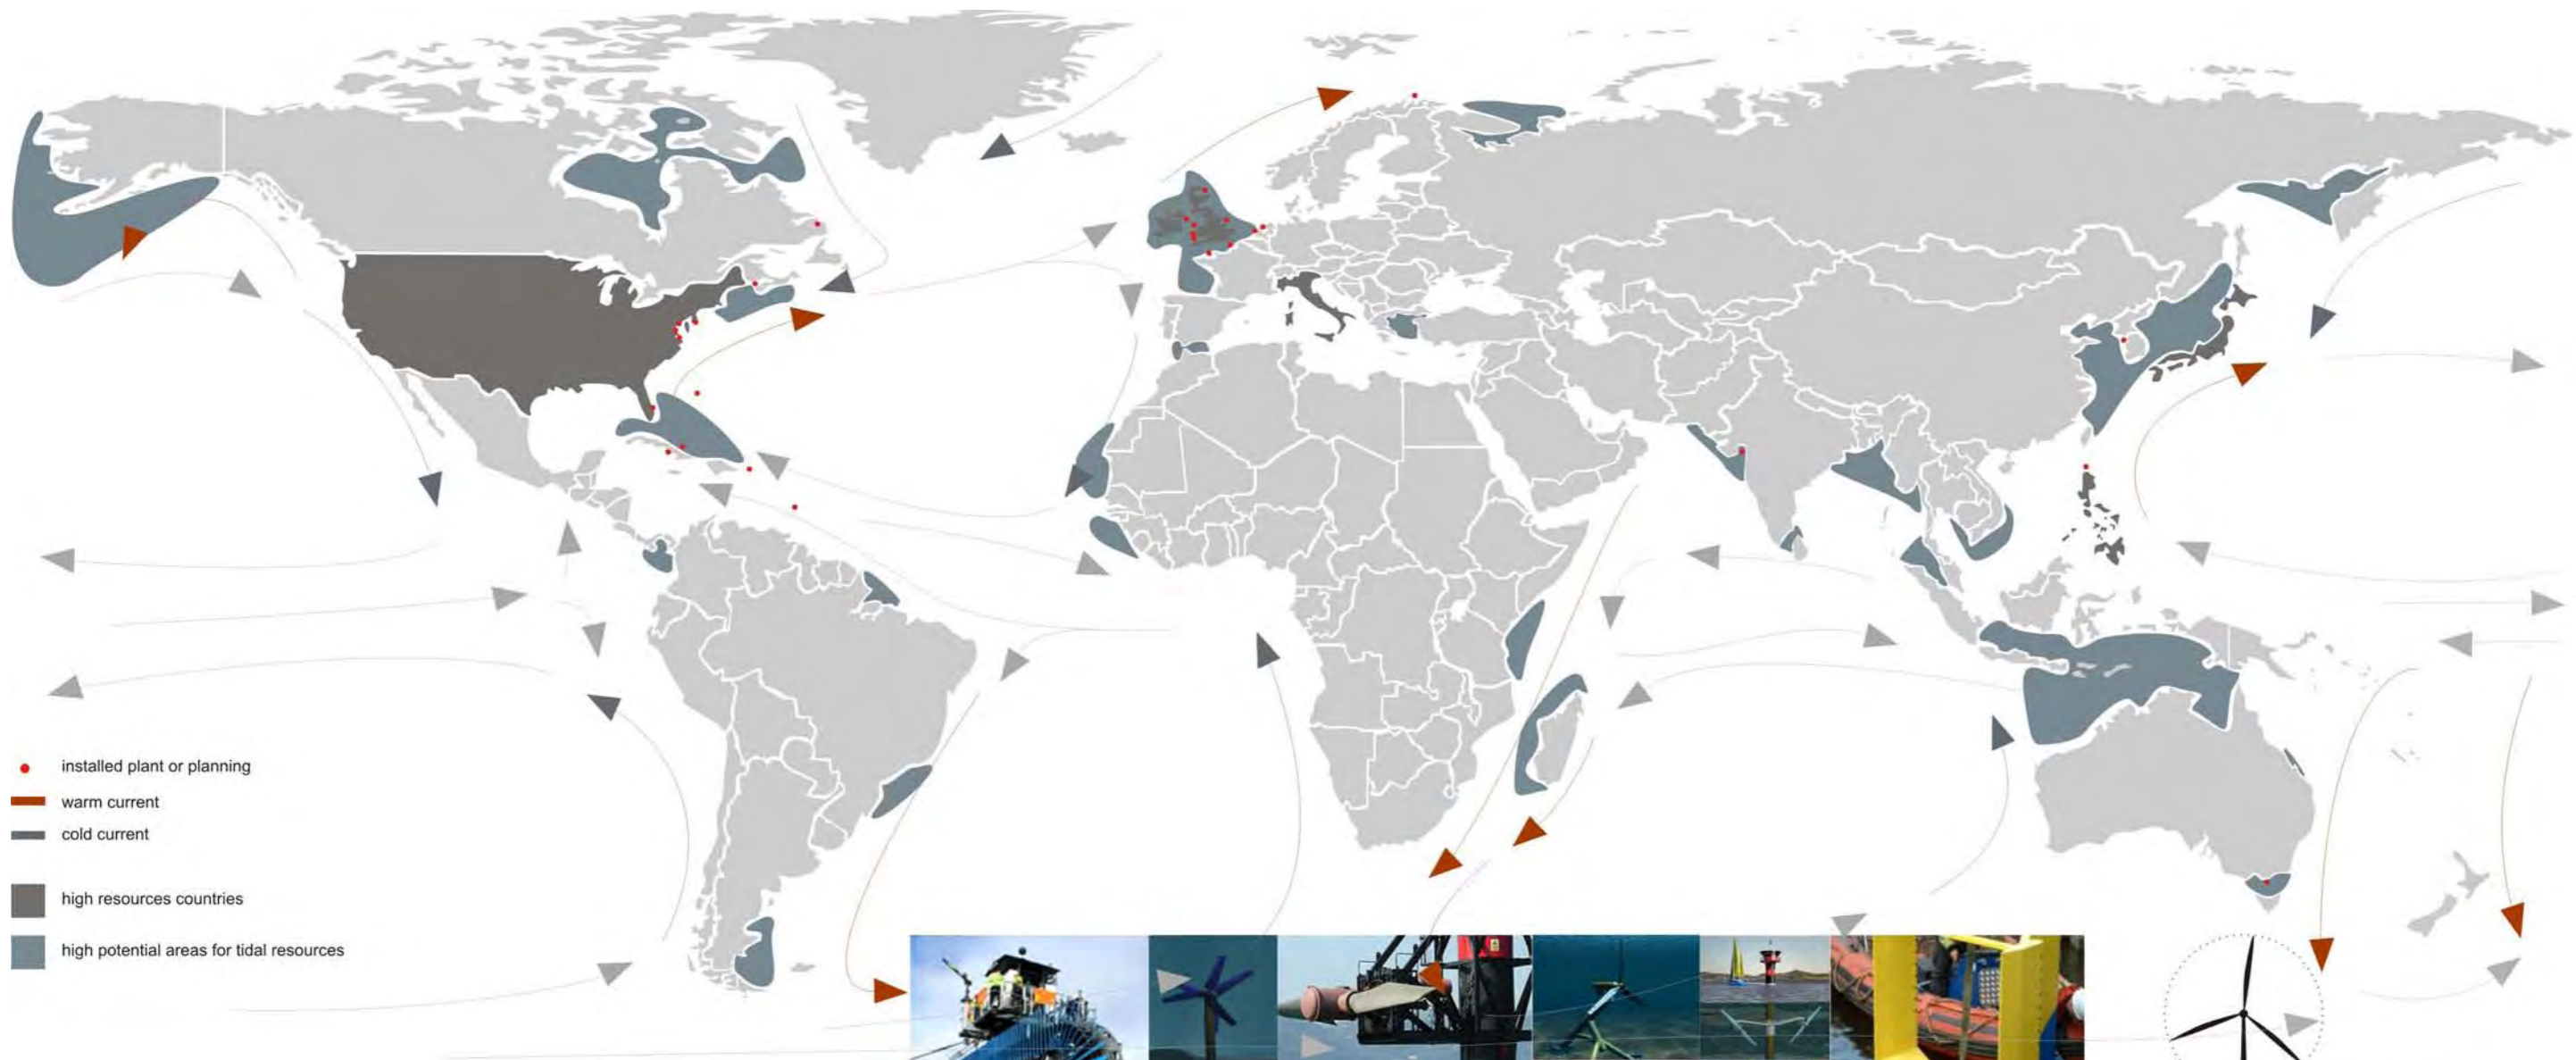 installed plant or planning
warm current
cold current
high resources countries
high potential areas for tidal resources